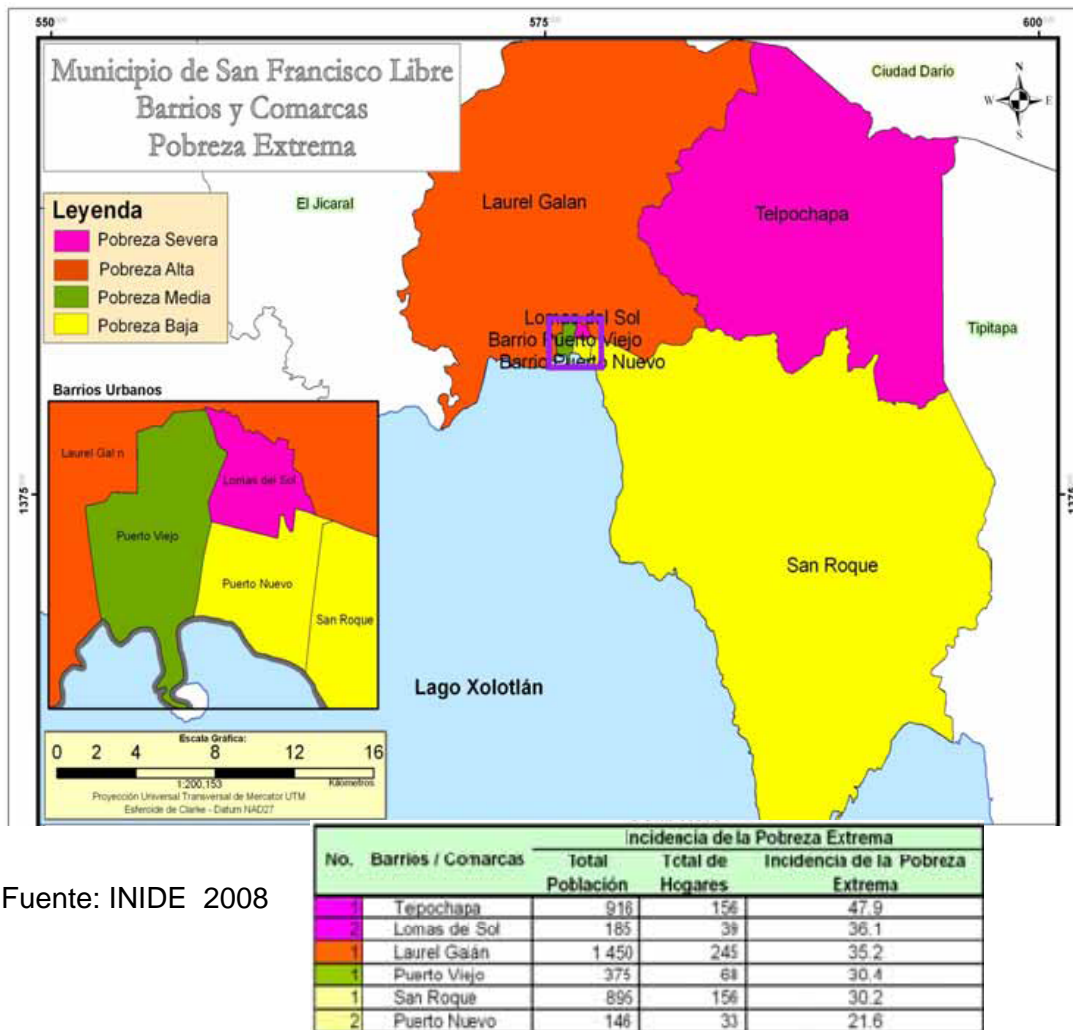 550 575 600
Municipio de San Francisco Libre
Barrios y Comarcas
Pobreza Extrema
Ciudad Darío
N
W E
S
El Jicaral
Laurel Galan
Telpochapa
Leyenda
Pobreza Severa
Pobreza Alta
Pobreza Media
Pobreza Baja
Lomas del Sol
Barrio Puerto Viejo
Barrio Puerto Nuevo
Tipitapa
Barrios Urbanos
Laurel Gal n
Lomas del Sol
Puerto Viejo
Puerto Nuevo
San Roque
1375
1375
San Roque
Lago Xolotlán
Escala Gráfica:
0 2 4 8 12 16
1:200,153 Kilometros
Proyección Universal Transversal de Mercator UTM
Esferoide de Clarke - Datum NAD27
Fuente: INIDE 2008
Incidencia de la Pobreza Extrema
No. Barrios / Comarcas Total Población Total de Hogares Incidencia de la Pobreza Extrema
1 Tepochapa 916 156 47.9
2 Lomas del Sol 185 39 36.1
1 Laurel Galán 1 450 245 35.2
1 Puerto Viejo 375 68 30.4
1 San Roque 895 156 30.2
2 Puerto Nuevo 146 33 21.6